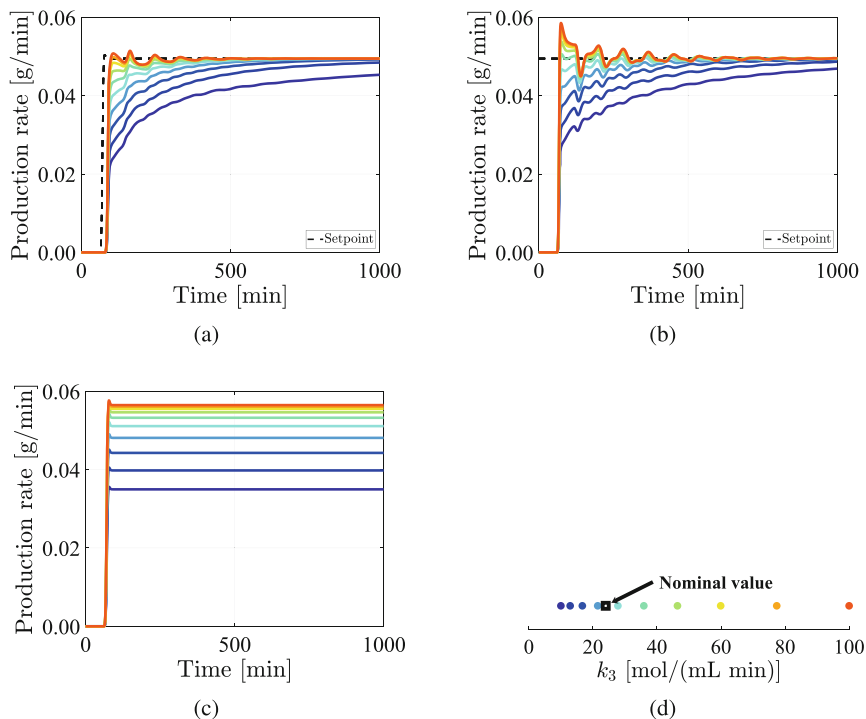 0.06
0.04
0.02
0.00
Production rate [g/min]
-Setpoint
0 500 1000
Time [min]
(a)
0.06
0.04
0.02
0.00
Production rate [g/min]
-Setpoint
0 500 1000
Time [min]
(b)
0.06
0.04
0.02
0.00
Production rate [g/min]
0 500 1000
Time [min]
(c)
Nominal value
0 20 40 60 80 100
k₃ [mol/(mL min)]
(d)